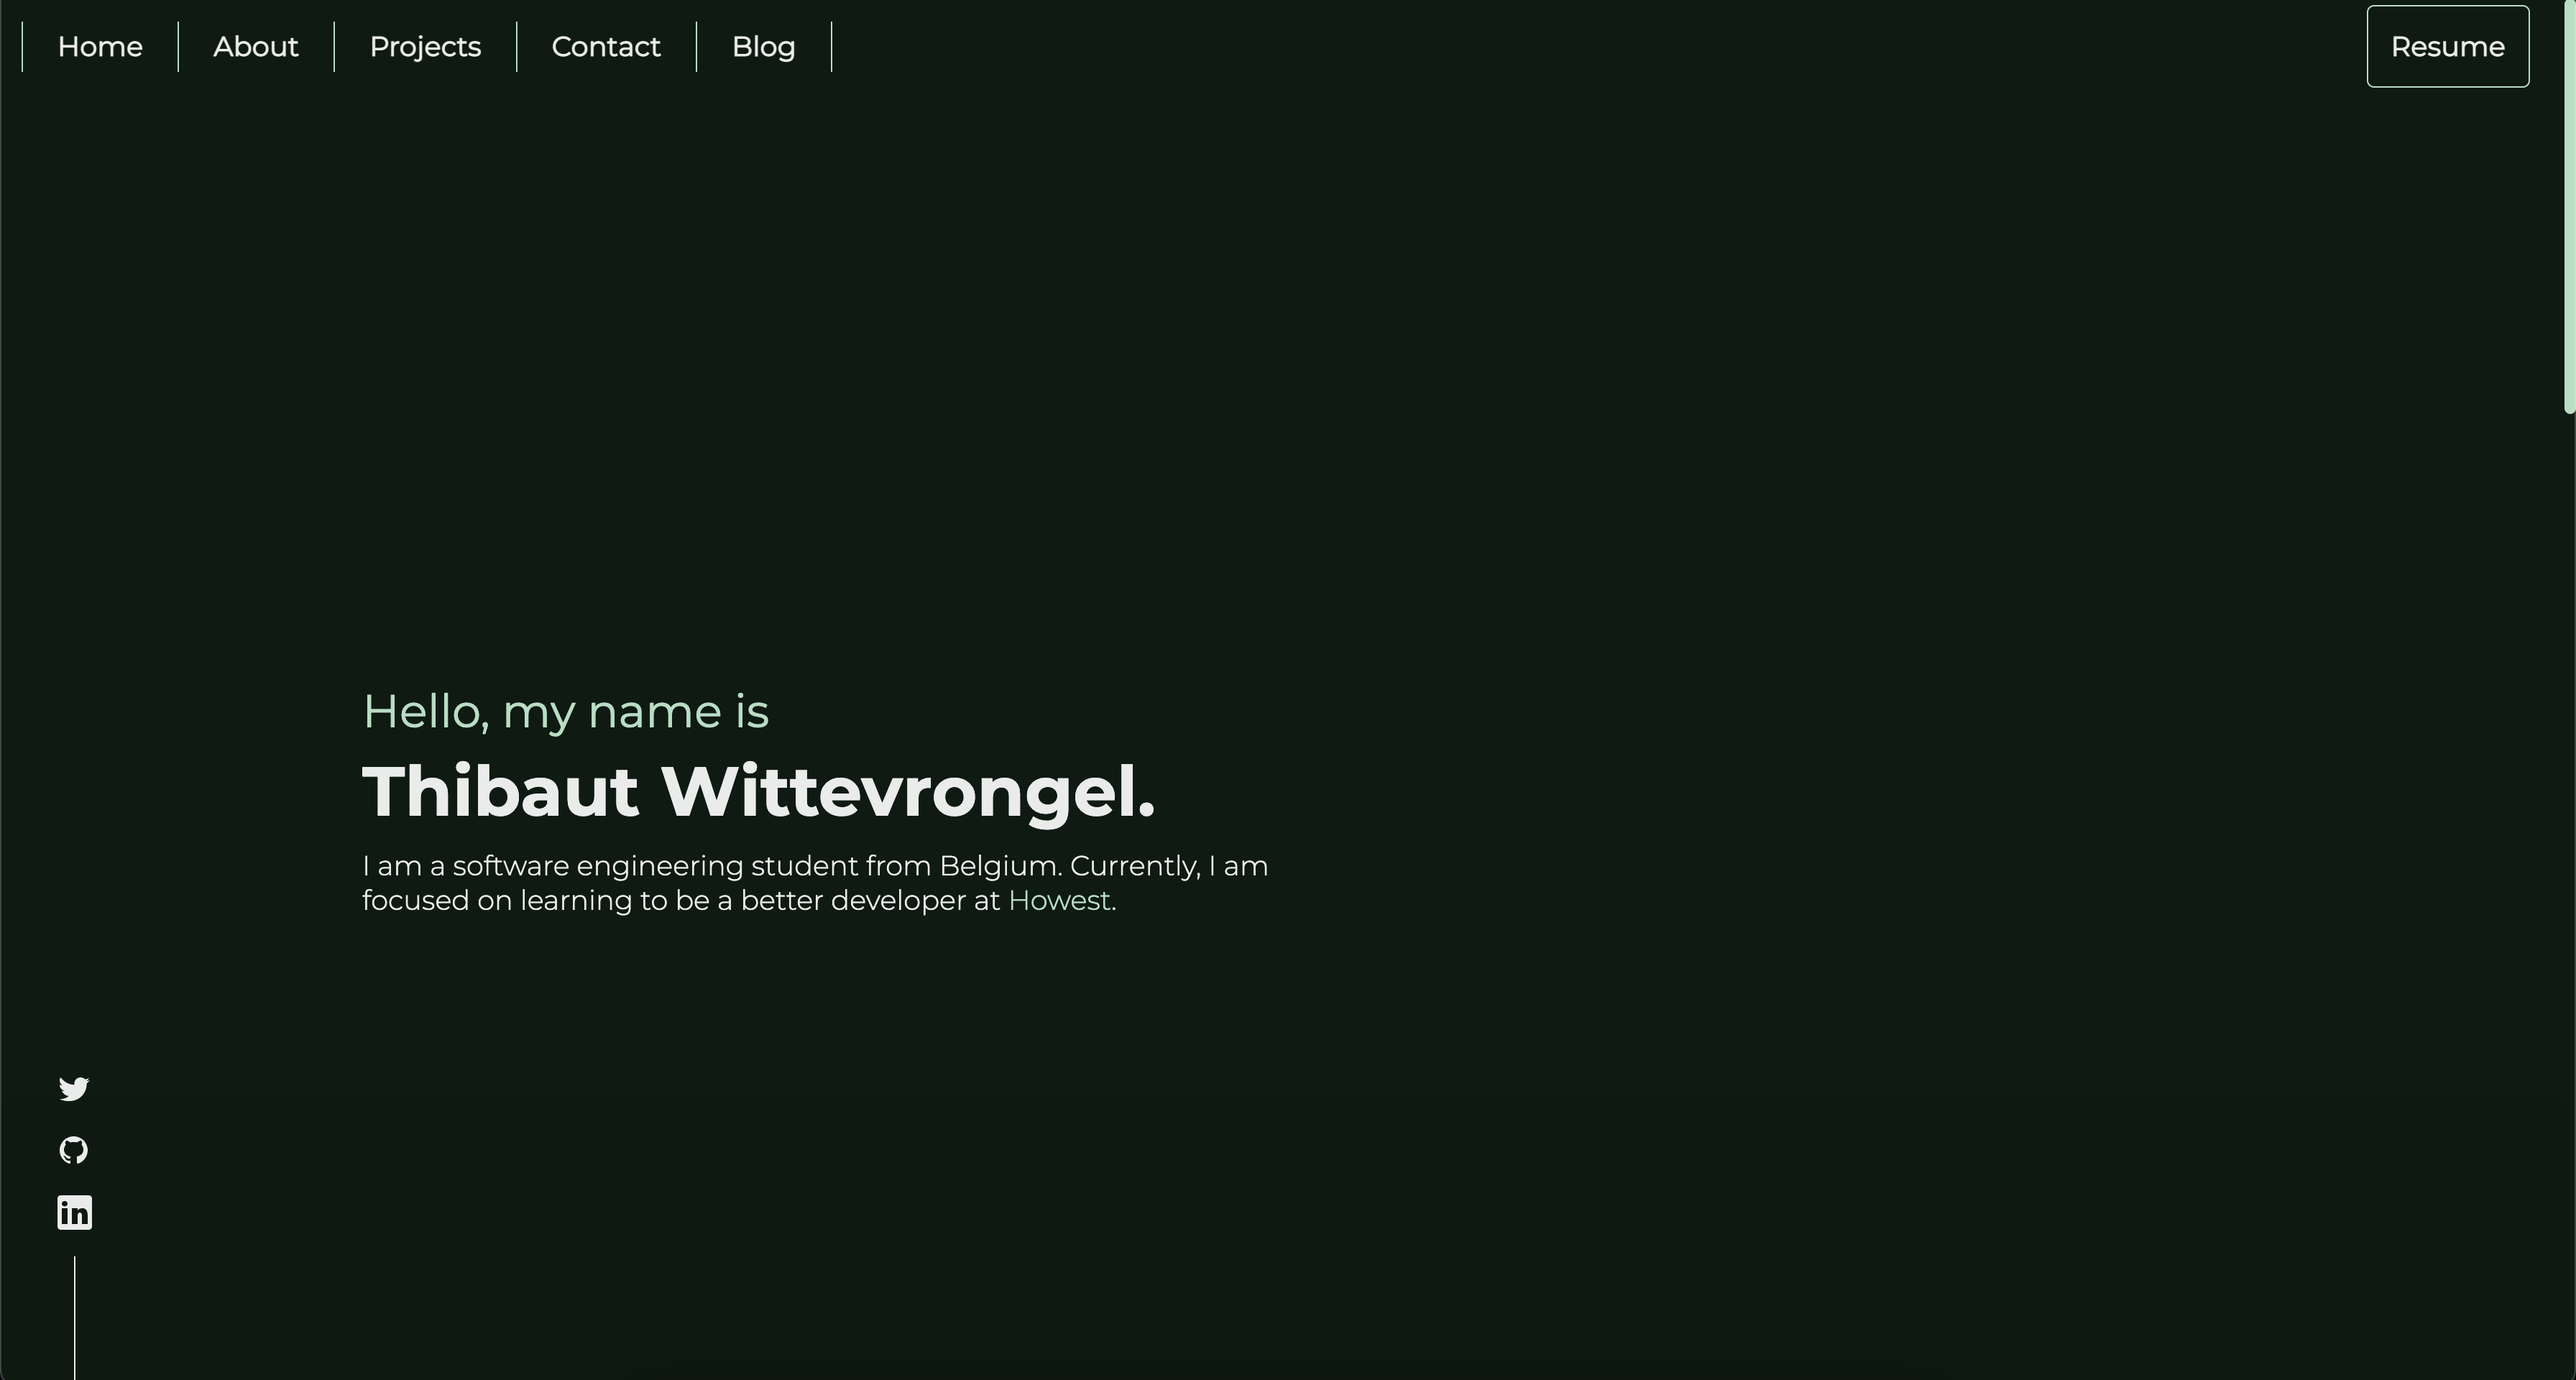 Home
About
Projects
Contact
Blog
Resume
Hello, my name is
Thibaut Wittevrongel.
I am a software engineering student from Belgium. Currently, I am
focused on learning to be a better developer at Howest.
in